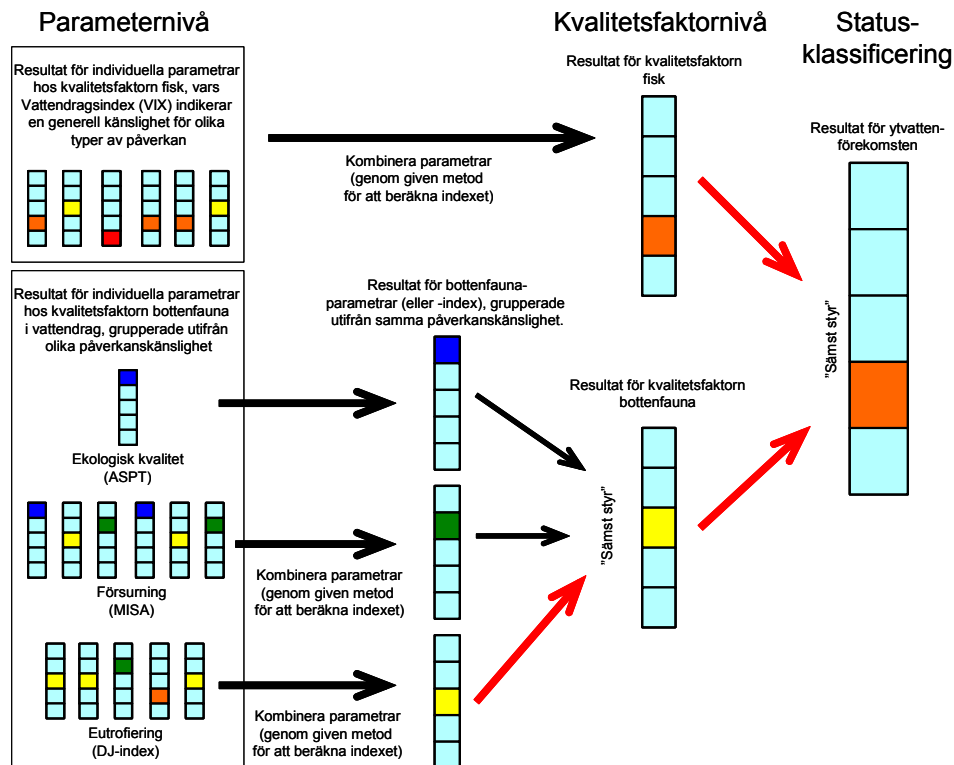 Parameternivå
Kvalitetsfaktornivå
Status-
klassificering
Resultat för individuella parametrar
hos kvalitetsfaktorn fisk, vars
Vattendragsindex (VIX) indikerar
en generell känslighet för olika
typer av påverkan
Kombinera parametrar
(genom given metod
för att beräkna indexet)
Resultat för kvalitetsfaktorn
fisk
Resultat för ytvatten-
förekomsten
"Sämst styr"
Resultat för individuella parametrar
hos kvalitetsfaktorn bottenfauna
i vattendrag, grupperade utifrån
olika påverkanskänslighet
Resultat för bottenfauna-
parametrar (eller -index), grupperade
utifrån samma påverkanskänslighet.
Ekologisk kvalitet
(ASPT)
Resultat för kvalitetsfaktorn
bottenfauna
"Sämst styr"
Försurning
(MISA)
Kombinera parametrar
(genom given metod
för att beräkna indexet)
Eutrofiering
(DJ-index)
Kombinera parametrar
(genom given metod
för att beräkna indexet)